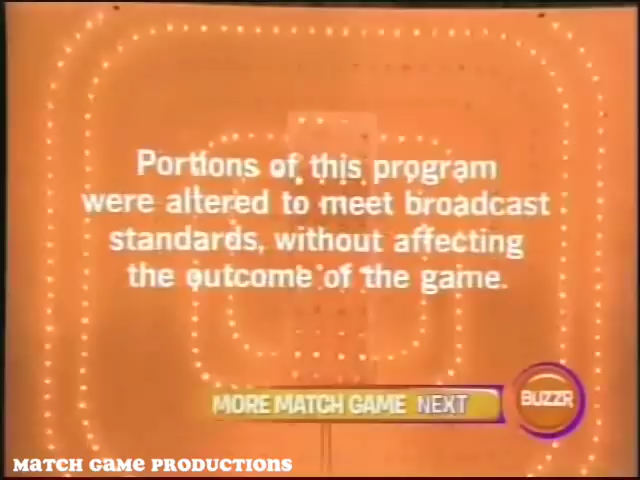 Portions of this program
were altered to meet broadcast
standards, without affecting
the outcome of the game.
MORE MATCH GAME NEXT
BUZZR
MATCH GAME PRODUCTIONS